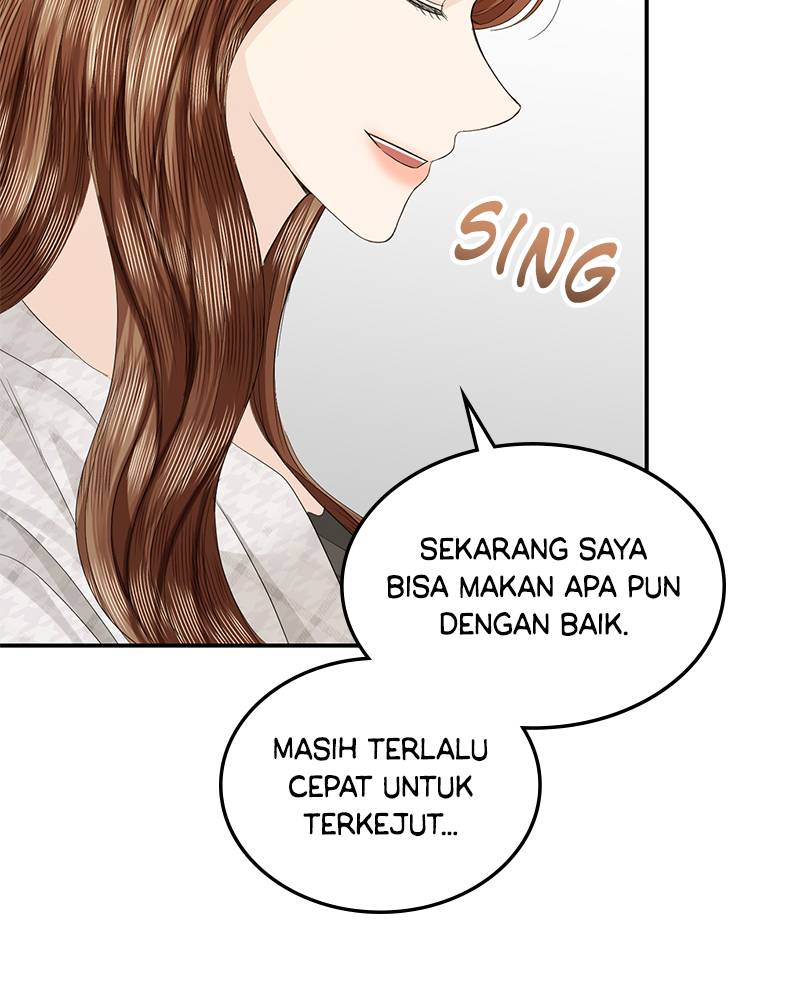 SING
SEKARANG SAYA
BISA MAKAN APA PUN
DENGAN BAIK.
MASIH TERLALU
CEPAT UNTUK
TERKEJUT...